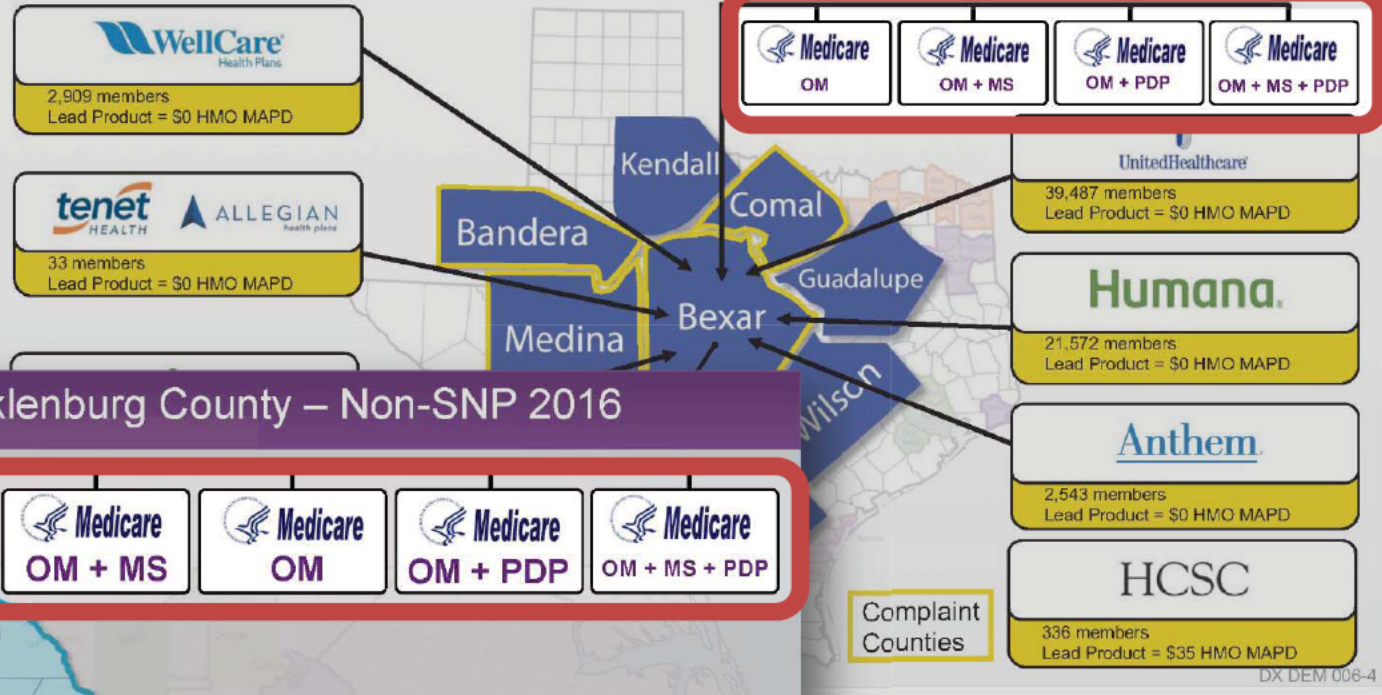 WellCare
Health Plans
2,909 members
Lead Product = $0 HMO MAPD
tenet
HEALTH
ALLEGIAN
health plans
33 members
Lead Product = $0 HMO MAPD
Medicare
OM
Medicare
OM + MS
Medicare
OM + PDP
Medicare
OM + MS + PDP
UnitedHealthcare
39,487 members
Lead Product = $0 HMO MAPD
Humana.
21,572 members
Lead Product = $0 HMO MAPD
Anthem.
2,543 members
Lead Product = $0 HMO MAPD
HCSC
336 members
Lead Product = $35 HMO MAPD
Kendall
Comal
Bandera
Guadalupe
Bexar
Medina
Wilson
klenburg County – Non-SNP 2016
Medicare
OM + MS
Medicare
OM
Medicare
OM + PDP
Medicare
OM + MS + PDP
Complaint
Counties
DX DEM 006-4